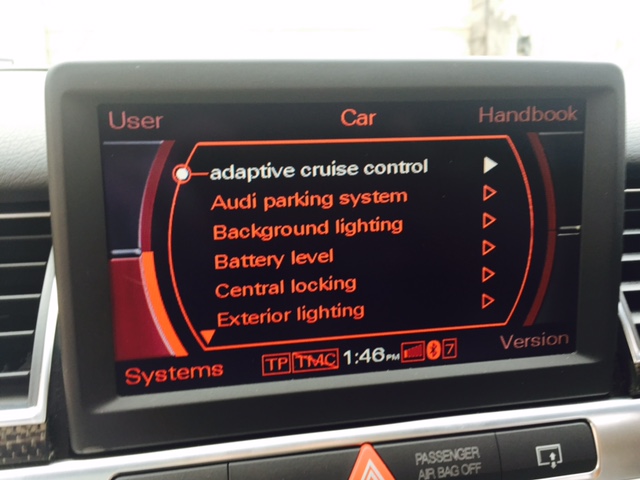 User Car Handbook
adaptive cruise control
Audi parking system
Background lighting
Battery level
Central locking
Exterior lighting
Systems TP TMC 1:46PM 7 Version
PASSENGER
AIR BAG OFF